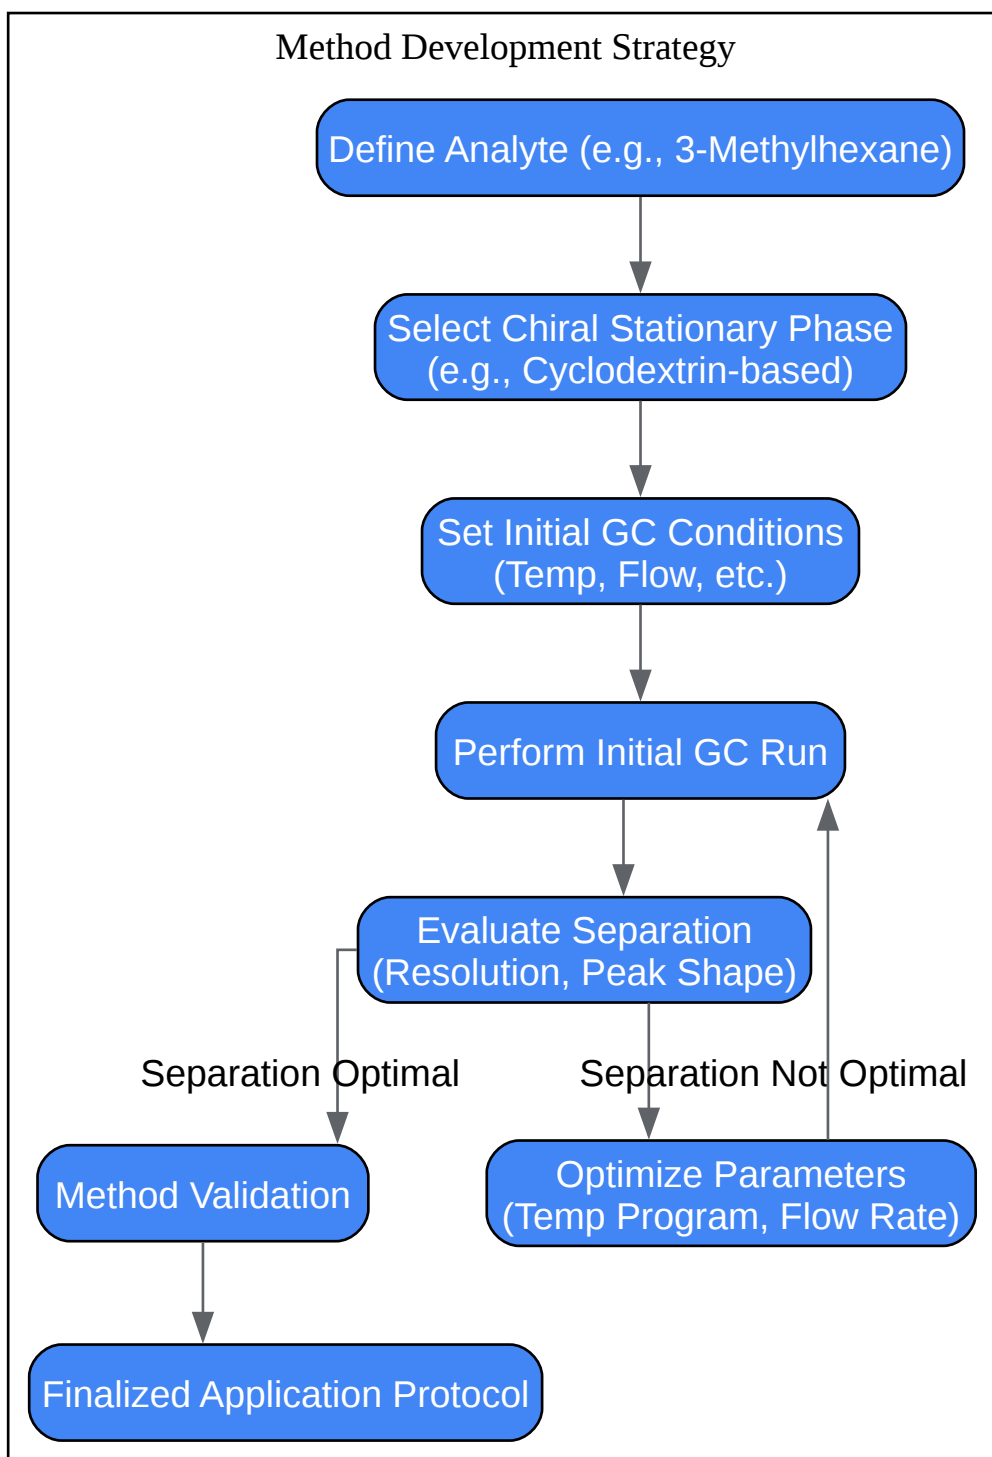 Method Development Strategy
Define Analyte (e.g., 3-Methylhexane)
Select Chiral Stationary Phase
(e.g., Cyclodextrin-based)
Set Initial GC Conditions
(Temp, Flow, etc.)
Perform Initial GC Run
Evaluate Separation
(Resolution, Peak Shape)
Separation Optimal
Separation Not Optimal
Method Validation
Optimize Parameters
(Temp Program, Flow Rate)
Finalized Application Protocol